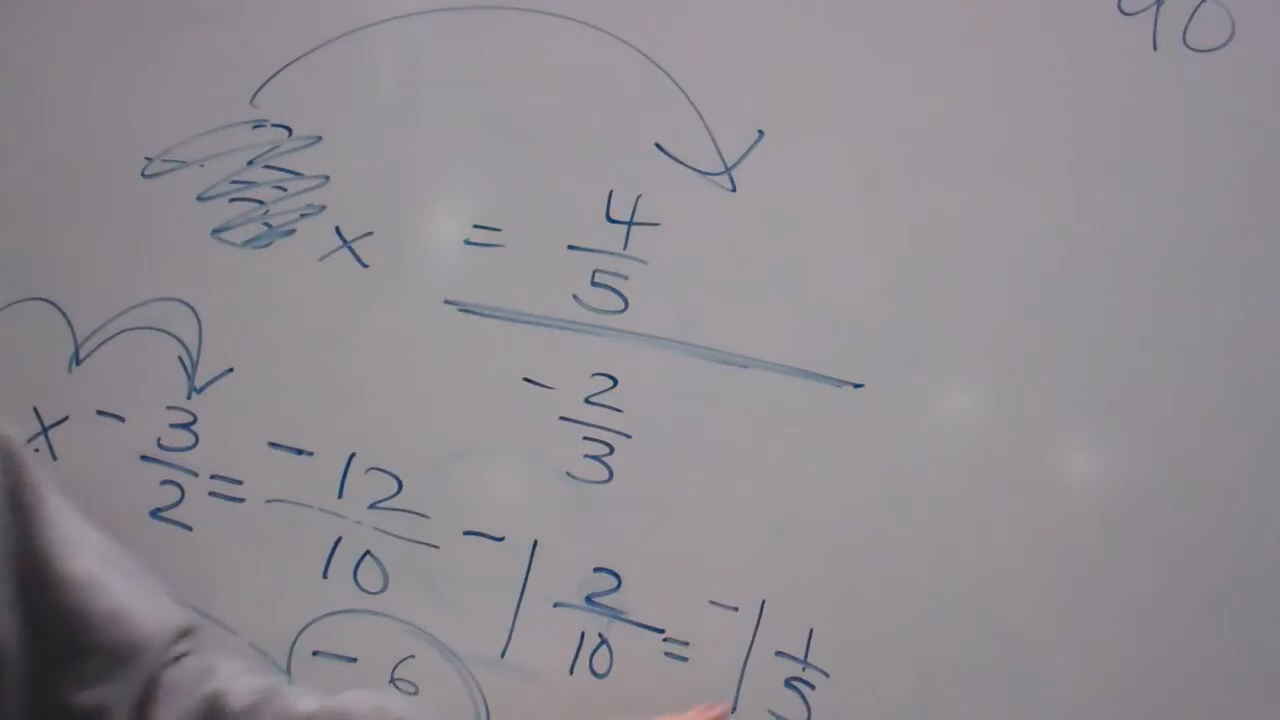 90
x = 4/5
- 2/3
x - 3/2 = - 12/10 - 1 2/10 = - 1 1/5
- 6